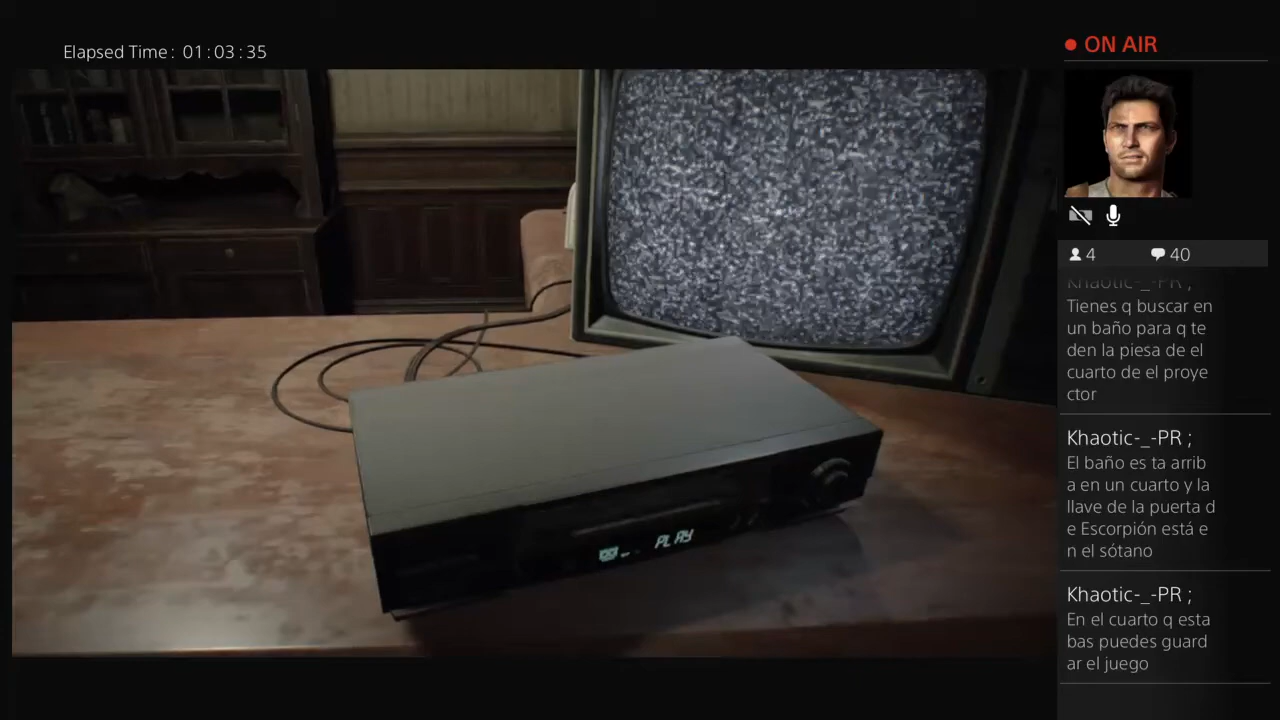 Elapsed Time: 01:03:35
ON AIR
4 40
Khaotic-_-PR ;
Tienes q buscar en
un baño para q te
den la piesa de el
cuarto de el proye
ctor
Khaotic-_-PR ;
El baño es ta arrib
a en un cuarto y la
llave de la puerta d
e Escorpión está e
n el sótano
Khaotic-_-PR ;
En el cuarto q esta
bas puedes guard
ar el juego
PLAY